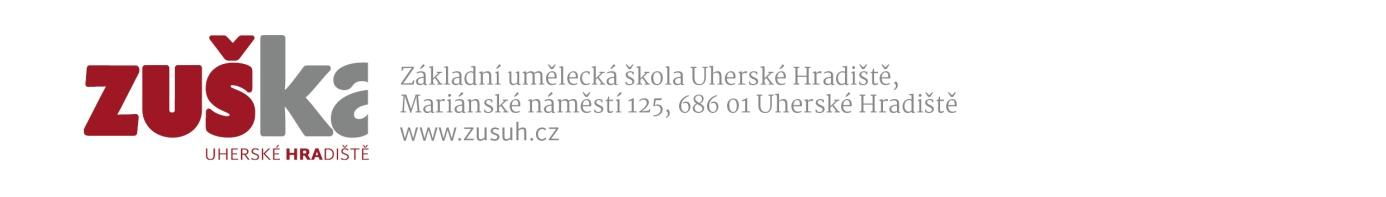 zuška
UHERSKÉ HRADIŠTĚ
Základní umělecká škola Uherské Hradiště,
Mariánské náměstí 125, 686 01 Uherské Hradiště
www.zusuh.cz